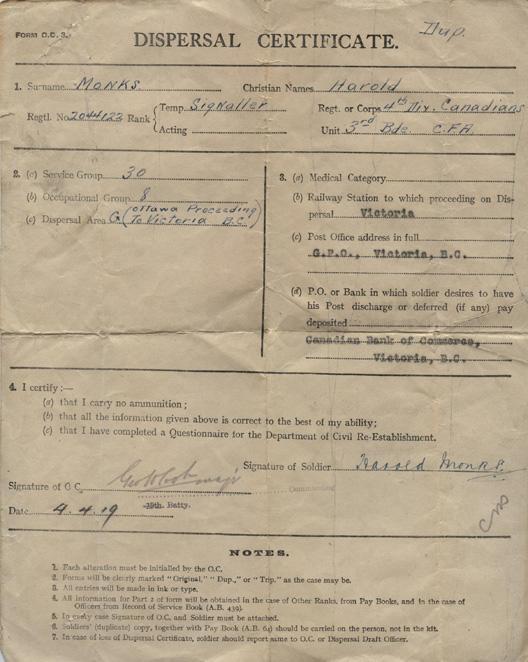 FORM O.C. 3.
Dup.
DISPERSAL CERTIFICATE.
1. Surname Monks. Christian Names Harold
Regtl. No. 2044123 Rank { Temp. Signaller Regt. or Corps 4th Div. Canadians
Acting Unit 3rd Bde C.F.A.
2. (a) Service Group 30
(b) Occupational Group 8
(c) Dispersal Area G (Ottawa Proceeding To Victoria B.C.)
3. (a) Medical Category
(b) Railway Station to which proceeding on Dis-
persal Victoria
(c) Post Office address in full
G.P.O., Victoria, B.C.
(d) P.O. or Bank in which soldier desires to have
his Post discharge or deferred (if any) pay
deposited
Canadian Bank of Commerce,
Victoria, B.C.
4. I certify :—
(a) that I carry no ammunition ;
(b) that all the information given above is correct to the best of my ability;
(c) that I have completed a Questionnaire for the Department of Civil Re-Establishment.
Signature of Soldier Harold Monks.
Signature of O C. Major
Commanding
Batty.
Date 4.4.19
NOTES.
1. Each alteration must be initialled by the O.C.
2. Forms will be clearly marked "Original," "Dup.," or "Trip." as the case may be.
3. All entries will be made in ink or type.
4. All information for Part 2 of form will be obtained in the case of Other Ranks, from Pay Books, and in the case of
Officers from Record of Service Book (A.B. 439).
5. In every case Signature of O.C. and Soldier must be attached.
6. Soldiers' (duplicate) copy, together with Pay Book (A.B. 64) should be carried on the person, not in the kit.
7. In case of loss of Dispersal Certificate, soldier should report same to O.C. or Dispersal Draft Officer.